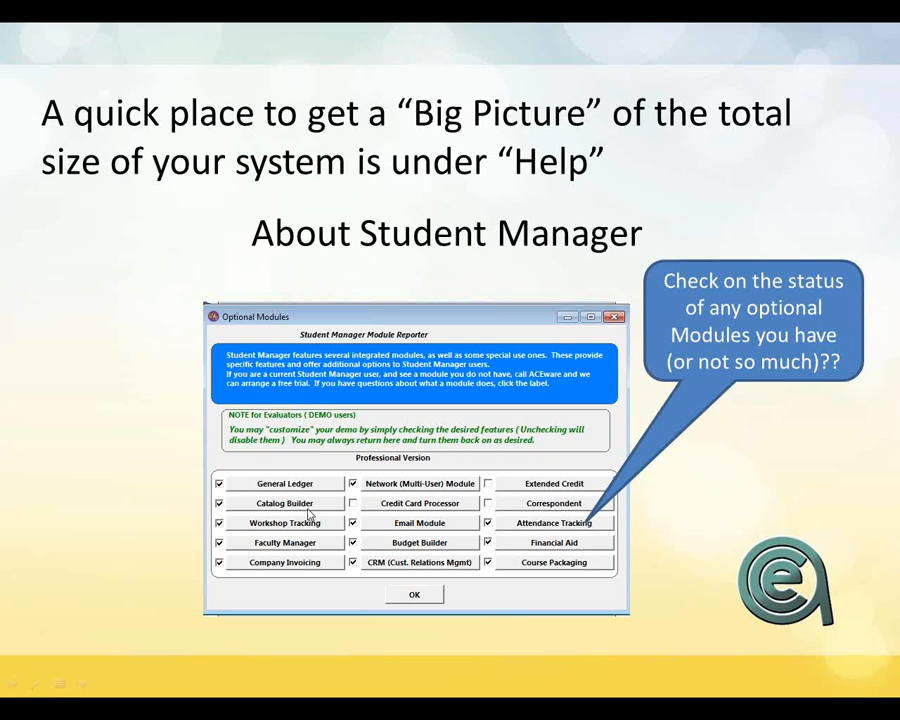 A quick place to get a “Big Picture” of the total
size of your system is under “Help”
About Student Manager
Check on the status
of any optional
Modules you have
(or not so much)??
Optional Modules
Student Manager Module Reporter
Student Manager features several integrated modules, as well as some special use ones. These provide
specific features and offer additional options to Student Manager users.
If you are a current Student Manager user, and see a module you do not have, call ACEware and we
can arrange a free trial. If you have questions about what a module does, click the label.
NOTE for Evaluators ( DEMO users)
You may "customize" your demo by simply checking the desired features ( Unchecking will
disable them ) You may always return here and turn them back on as desired.
Professional Version
General Ledger Network (Multi-User) Module Extended Credit
Catalog Builder Credit Card Processor Correspondent
Workshop Tracking Email Module Attendance Tracking
Faculty Manager Budget Builder Financial Aid
Company Invoicing CRM (Cust. Relations Mgmt) Course Packaging
OK